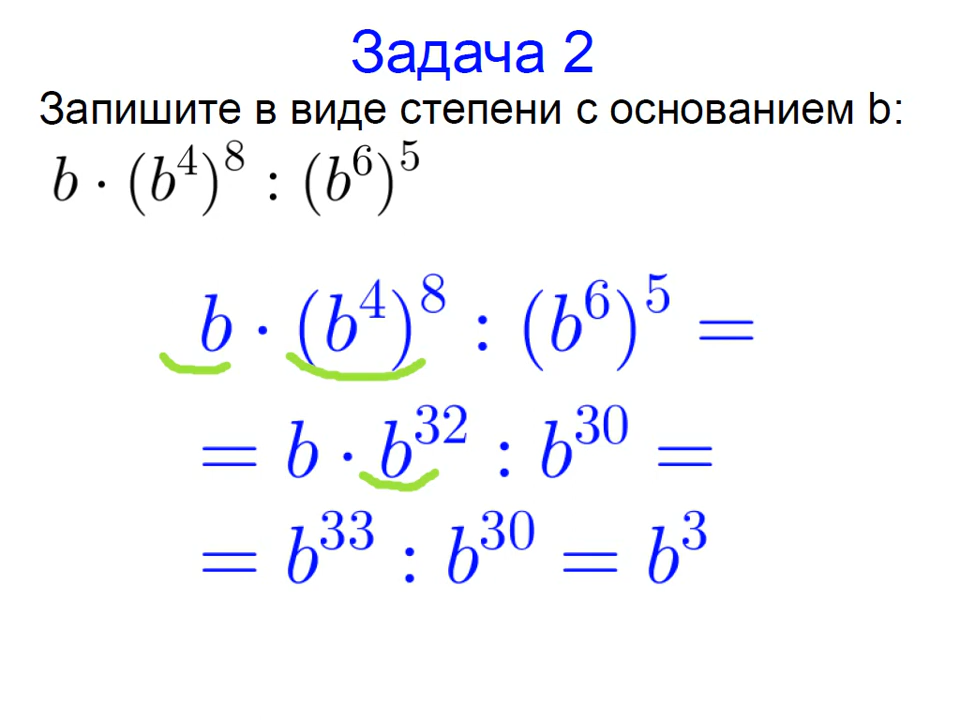 Задача 2
Запишите в виде степени с основанием b:
b · (b⁴)⁸ : (b⁶)⁵
b · (b⁴)⁸ : (b⁶)⁵ =
= b · b³² : b³⁰ =
= b³³ : b³⁰ = b³